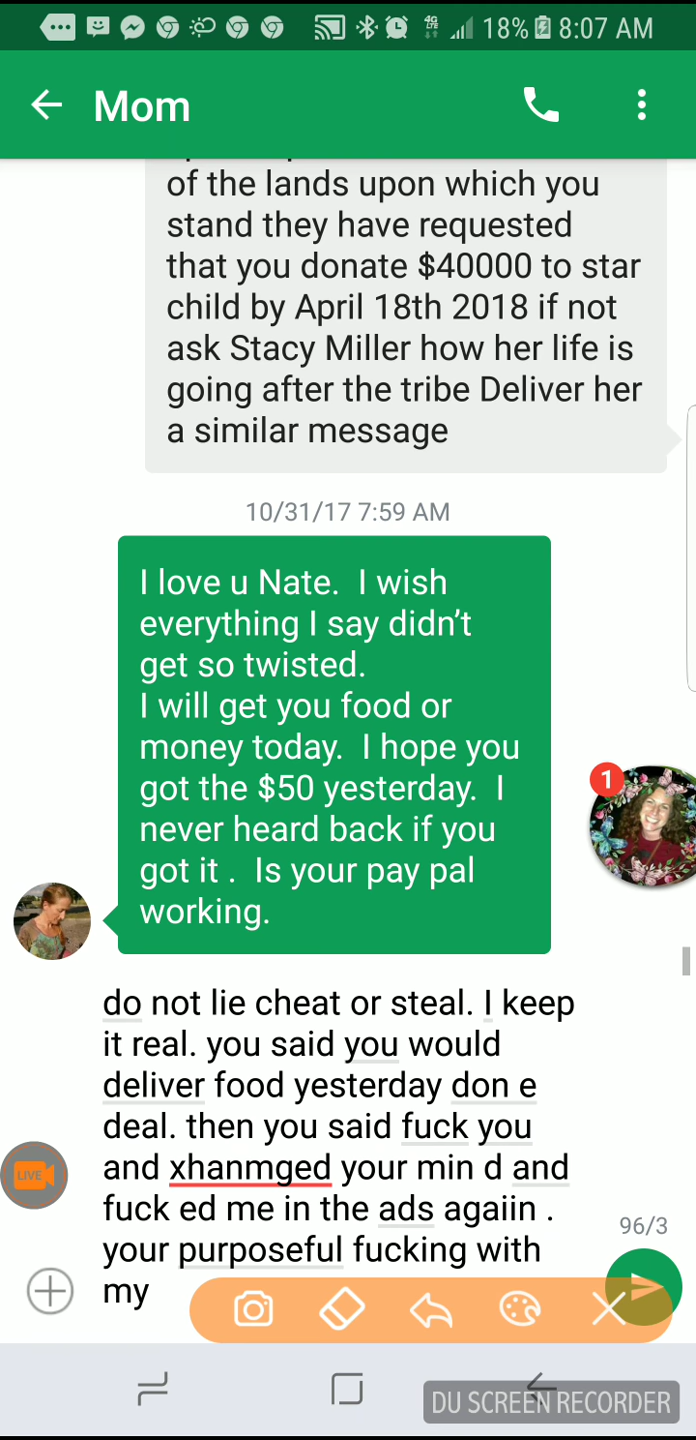 18% 8:07 AM
Mom
of the lands upon which you
stand they have requested
that you donate $40000 to star
child by April 18th 2018 if not
ask Stacy Miller how her life is
going after the tribe Deliver her
a similar message
10/31/17 7:59 AM
I love u Nate.  I wish
everything I say didn't
get so twisted.
I will get you food or
money today.  I hope you
got the $50 yesterday.  I
never heard back if you
got it .  Is your pay pal
working.
1
do not lie cheat or steal. I keep
it real. you said you would
deliver food yesterday don e
deal. then you said fuck you
and xhanmged your min d and
fuck ed me in the ads agaiin .
your purposeful fucking with
my
LIVE
96/3
DU SCREEN RECORDER